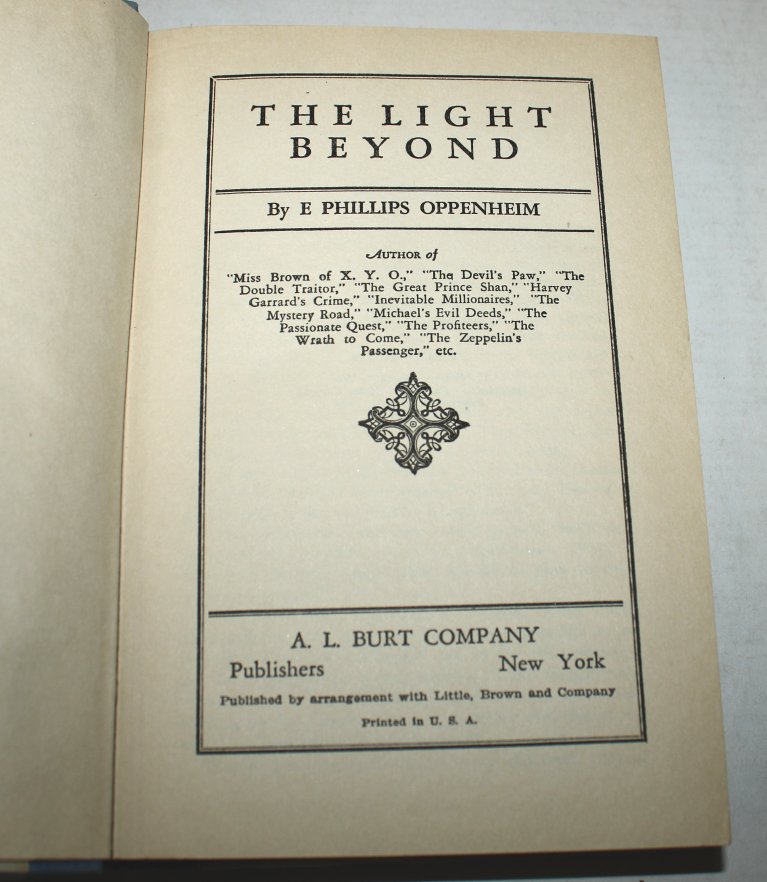 THE LIGHT
BEYOND
By E PHILLIPS OPPENHEIM
AUTHOR of
"Miss Brown of X. Y. O.," "The Devil's Paw," "The
Double Traitor," "The Great Prince Shan," "Harvey
Garrard's Crime," "Inevitable Millionaires," "The
Mystery Road," "Michael's Evil Deeds," "The
Passionate Quest," "The Profiteers," "The
Wrath to Come," "The Zeppelin's
Passenger," etc.
A. L. BURT COMPANY
Publishers New York
Published by arrangement with Little, Brown and Company
Printed in U. S. A.